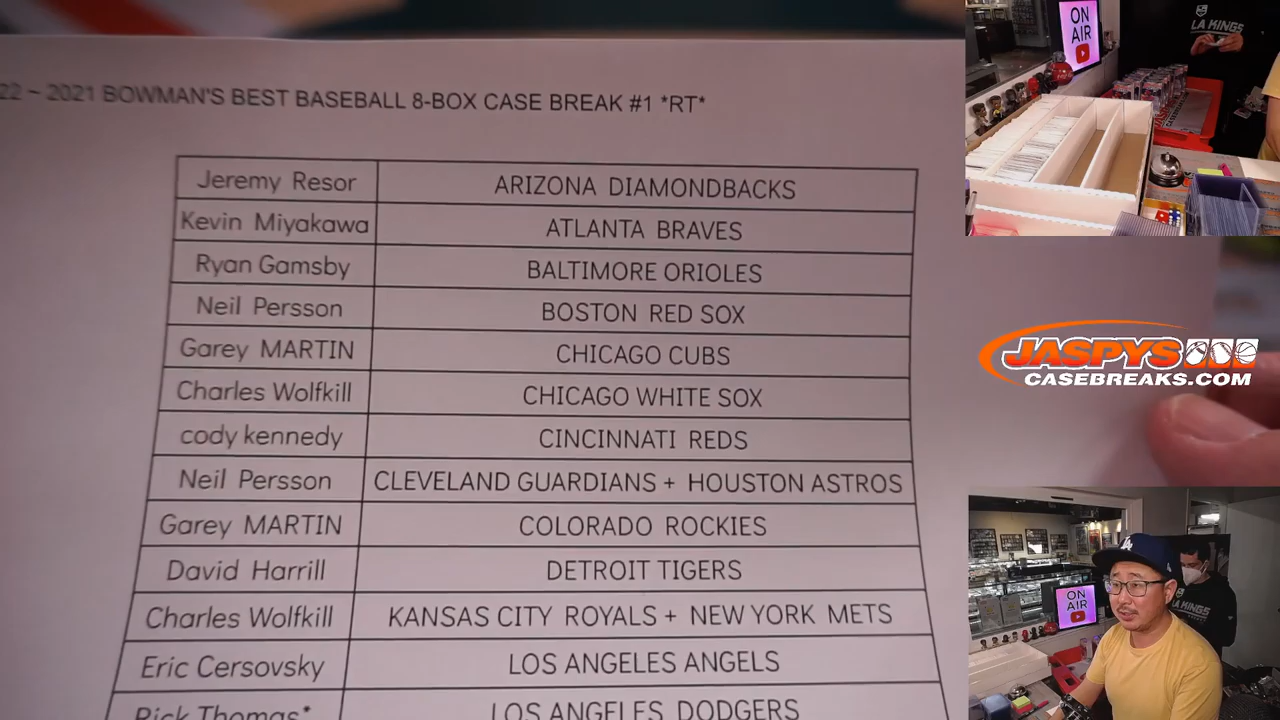 22 ~ 2021 BOWMAN'S BEST BASEBALL 8-BOX CASE BREAK #1 *RT*
Jeremy Resor ARIZONA DIAMONDBACKS
Kevin Miyakawa ATLANTA BRAVES
Ryan Gamsby BALTIMORE ORIOLES
Neil Persson BOSTON RED SOX
Garey MARTIN CHICAGO CUBS
Charles Wolfkill CHICAGO WHITE SOX
cody kennedy CINCINNATI REDS
Neil Persson CLEVELAND GUARDIANS + HOUSTON ASTROS
Garey MARTIN COLORADO ROCKIES
David Harrill DETROIT TIGERS
Charles Wolfkill KANSAS CITY ROYALS + NEW YORK METS
Eric Cersovsky LOS ANGELES ANGELS
Rick Thomas* LOS ANGELES DODGERS
ON
AIR
LA KINGS
JASPYS
CASEBREAKS.COM
LA
ON
AIR
LA KINGS